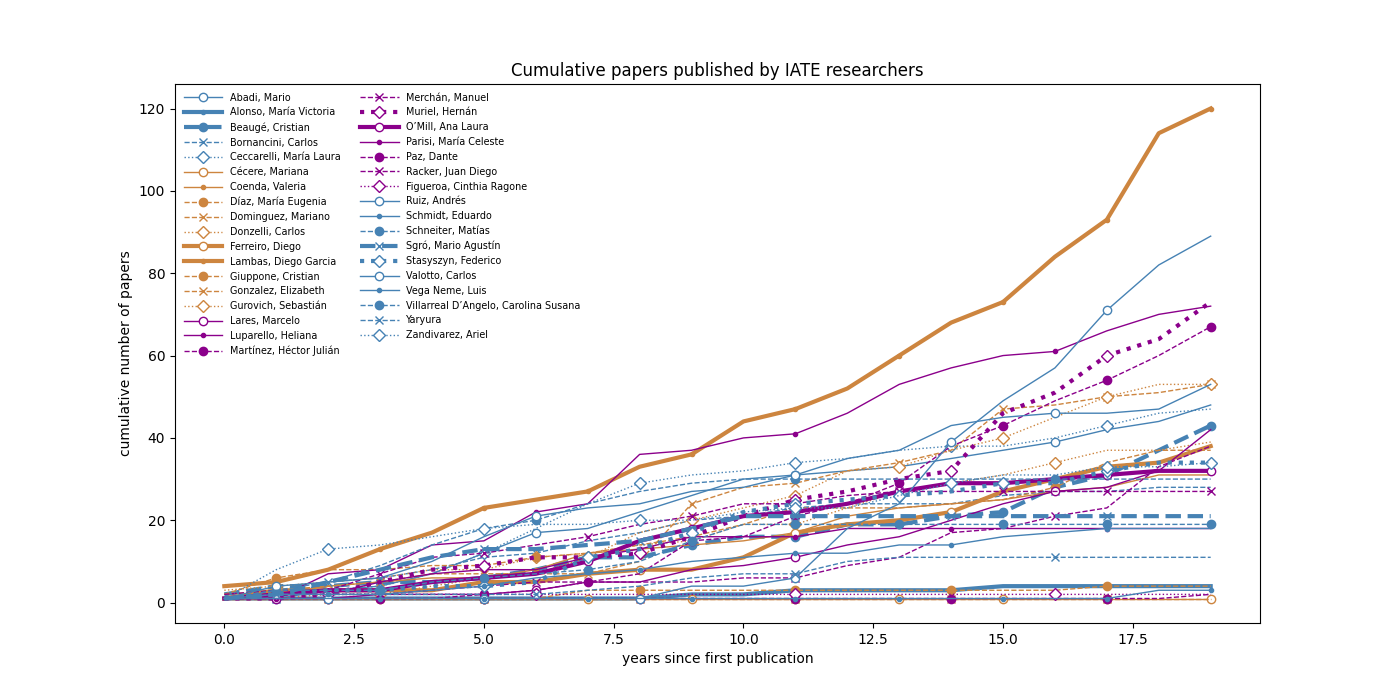 Cumulative papers published by IATE researchers
cumulative number of papers
120
100
80
60
40
20
0
Abadi, Mario
Alonso, María Victoria
Beaugé, Cristian
Bornancini, Carlos
Ceccarelli, María Laura
Cécere, Mariana
Coenda, Valeria
Díaz, María Eugenia
Dominguez, Mariano
Donzelli, Carlos
Ferreiro, Diego
Lambas, Diego Garcia
Giuppone, Cristian
Gonzalez, Elizabeth
Gurovich, Sebastián
Lares, Marcelo
Luparello, Heliana
Martínez, Héctor Julián
Merchán, Manuel
Muriel, Hernán
O’Mill, Ana Laura
Parisi, María Celeste
Paz, Dante
Racker, Juan Diego
Figueroa, Cinthia Ragone
Ruiz, Andrés
Schmidt, Eduardo
Schneiter, Matías
Sgró, Mario Agustín
Stasyszyn, Federico
Valotto, Carlos
Vega Neme, Luis
Villarreal D’Angelo, Carolina Susana
Yaryura
Zandivarez, Ariel
0.0 2.5 5.0 7.5 10.0 12.5 15.0 17.5
years since first publication